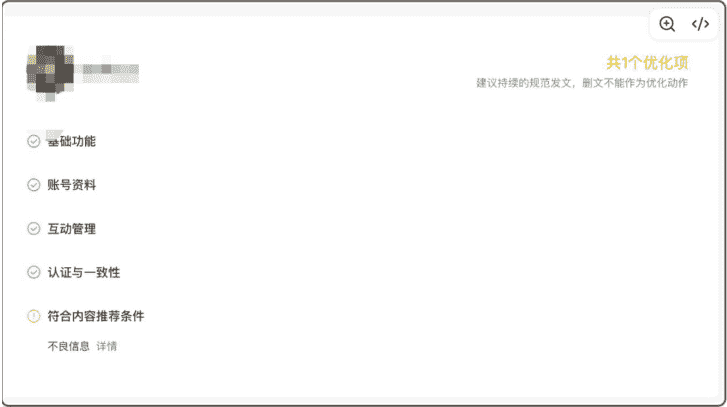 共1个优化项
建议持续的规范发文，删文不能作为优化动作
基础功能
账号资料
互动管理
认证与一致性
符合内容推荐条件
不良信息 详情